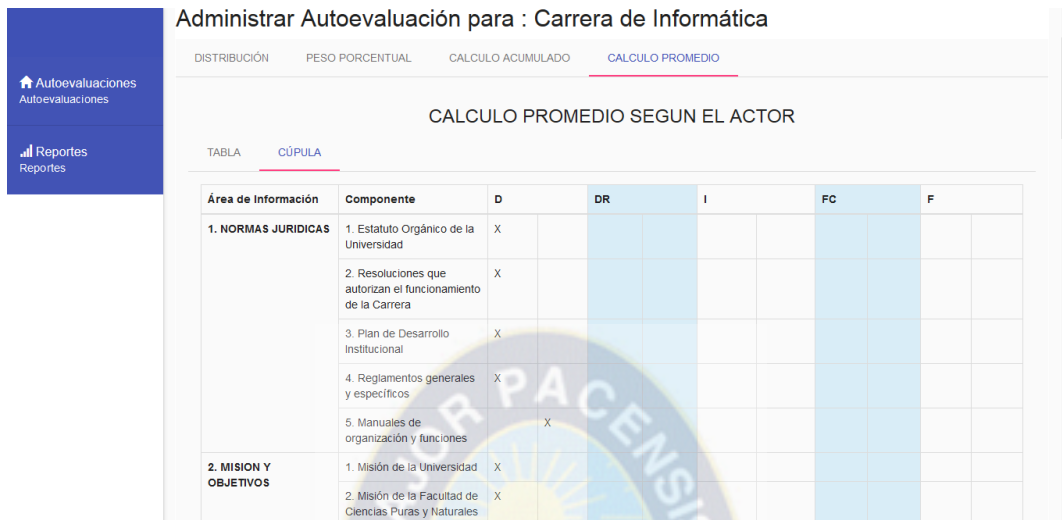 Administrar Autoevaluación para : Carrera de Informática
DISTRIBUCIÓN PESO PORCENTUAL CALCULO ACUMULADO CALCULO PROMEDIO
Autoevaluaciones
Autoevaluaciones
Reportes
Reportes
CALCULO PROMEDIO SEGUN EL ACTOR
TABLA CÚPULA
Área de Información Componente D DR I FC F
1. NORMAS JURIDICAS 1. Estatuto Orgánico de la X
Universidad
2. Resoluciones que X
autorizan el funcionamiento
de la Carrera
3. Plan de Desarrollo X
Institucional
4. Reglamentos generales X
y específicos
5. Manuales de X
organización y funciones
2. MISION Y 1. Misión de la Universidad X
OBJETIVOS
2. Misión de la Facultad de X
Ciencias Puras y Naturales
AJOR PACENSIS